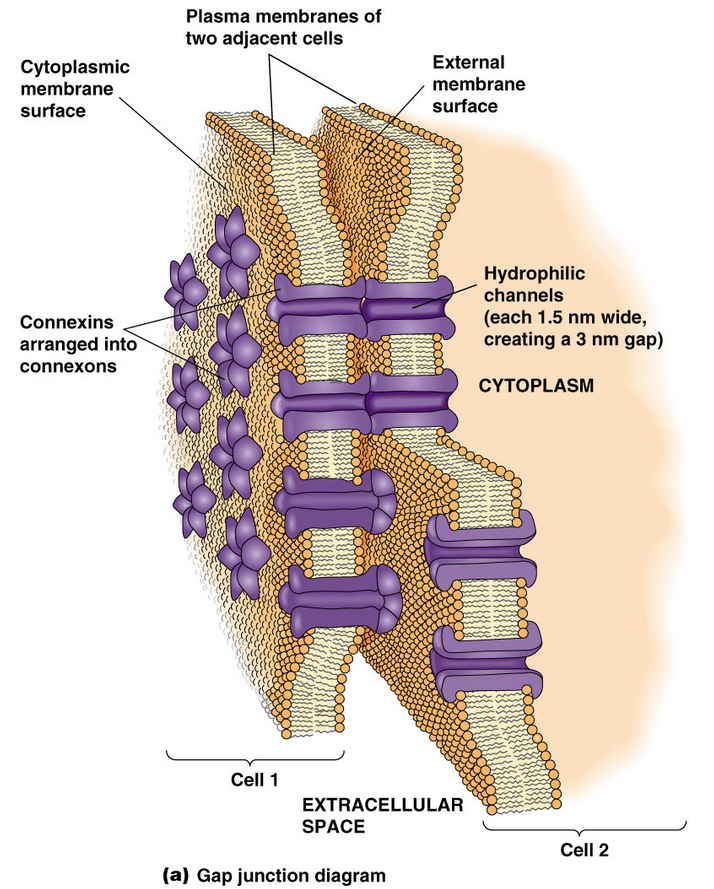 Plasma membranes of
two adjacent cells
Cytoplasmic
membrane
surface
External
membrane
surface
Hydrophilic
channels
(each 1.5 nm wide,
creating a 3 nm gap)
Connexins
arranged into
connexons
CYTOPLASM
Cell 1
EXTRACELLULAR
SPACE
Cell 2
(a) Gap junction diagram